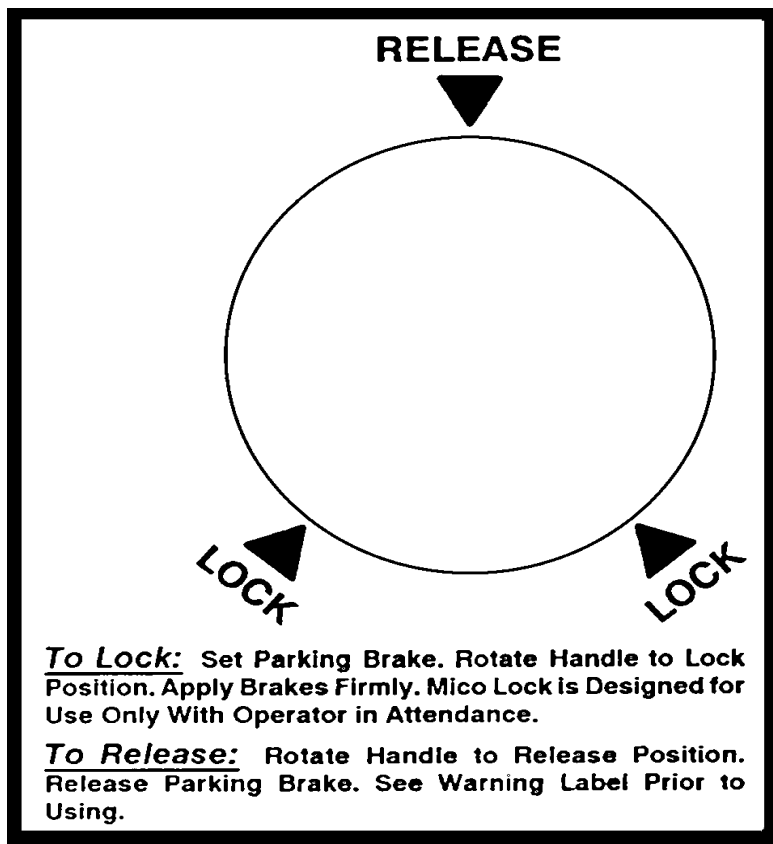 RELEASE
LOCK
LOCK
To Lock: Set Parking Brake. Rotate Handle to Lock
Position. Apply Brakes Firmly. Mico Lock is Designed for
Use Only With Operator in Attendance.
To Release: Rotate Handle to Release Position.
Release Parking Brake. See Warning Label Prior to
Using.